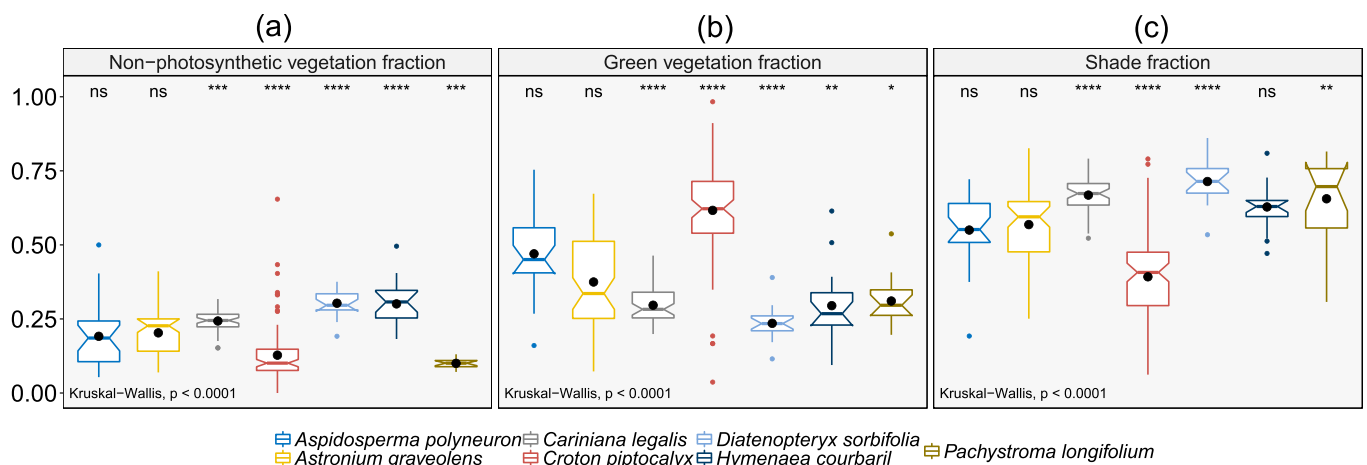 (a) (b) (c)
Non−photosynthetic vegetation fraction Green vegetation fraction Shade fraction
ns ns *** **** **** **** *** ns ns **** **** **** ** * ns ns **** **** **** ns **
1.00
0.75
0.50
0.25
0.00
Kruskal−Wallis, p < 0.0001 Kruskal−Wallis, p < 0.0001 Kruskal−Wallis, p < 0.0001
Aspidosperma polyneuron Cariniana legalis Diatenopteryx sorbifolia Pachystroma longifolium
Astronium graveolens Croton piptocalyx Hymenaea courbaril